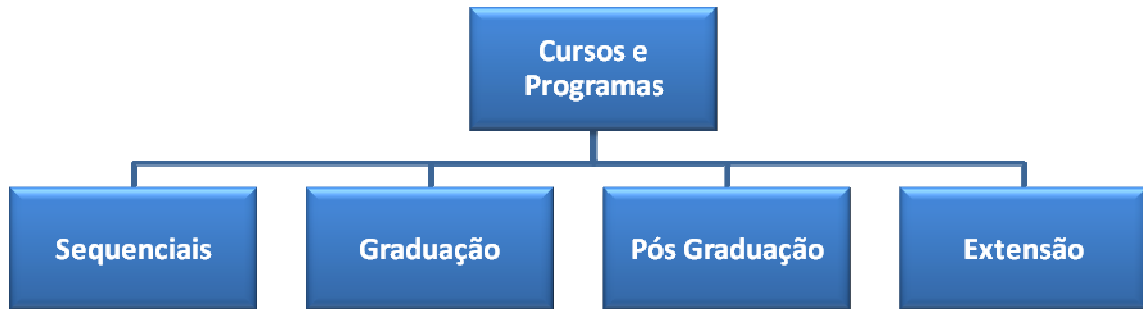 Cursos e
Programas
Sequenciais
Graduação
Pós Graduação
Extensão